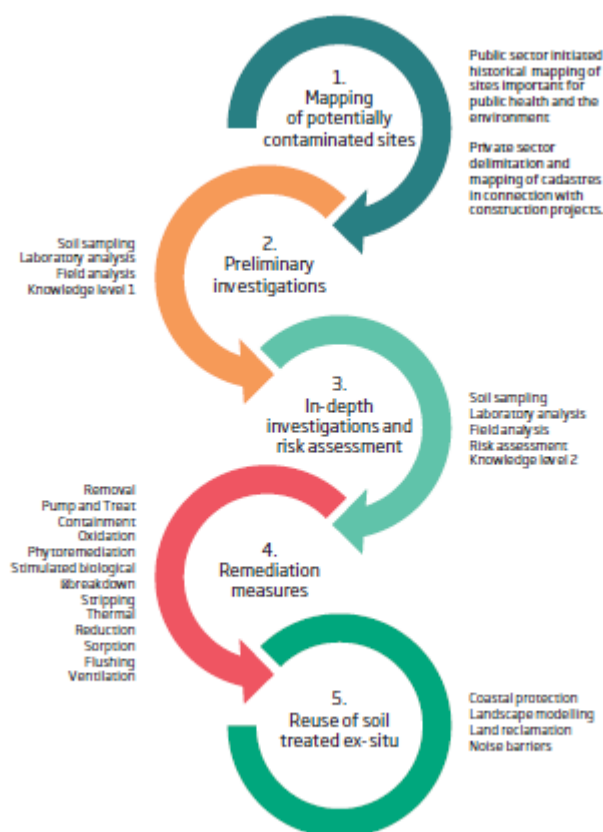 1.
Mapping
of potentially
contaminated sites
Public sector initiated
historical mapping of
sites important for
public health and the
environment
Private sector
delimitation and
mapping of cadastres
in connection with
construction projects.
2.
Preliminary
investigations
Soil sampling
Laboratory analysis
Field analysis
Knowledge level 1
3.
In-depth
investigations and
risk assessment
Soil sampling
Laboratory analysis
Field analysis
Risk assessment
Knowledge level 2
4.
Remediation
measures
Removal
Pump and Treat
Containment
Oxidation
Phytoremediation
Stimulated biological
breakdown
Stripping
Thermal
Reduction
Sorption
Flushing
Ventilation
5.
Reuse of soil
treated ex-situ
Coastal protection
Landscape modelling
Land reclamation
Noise barriers